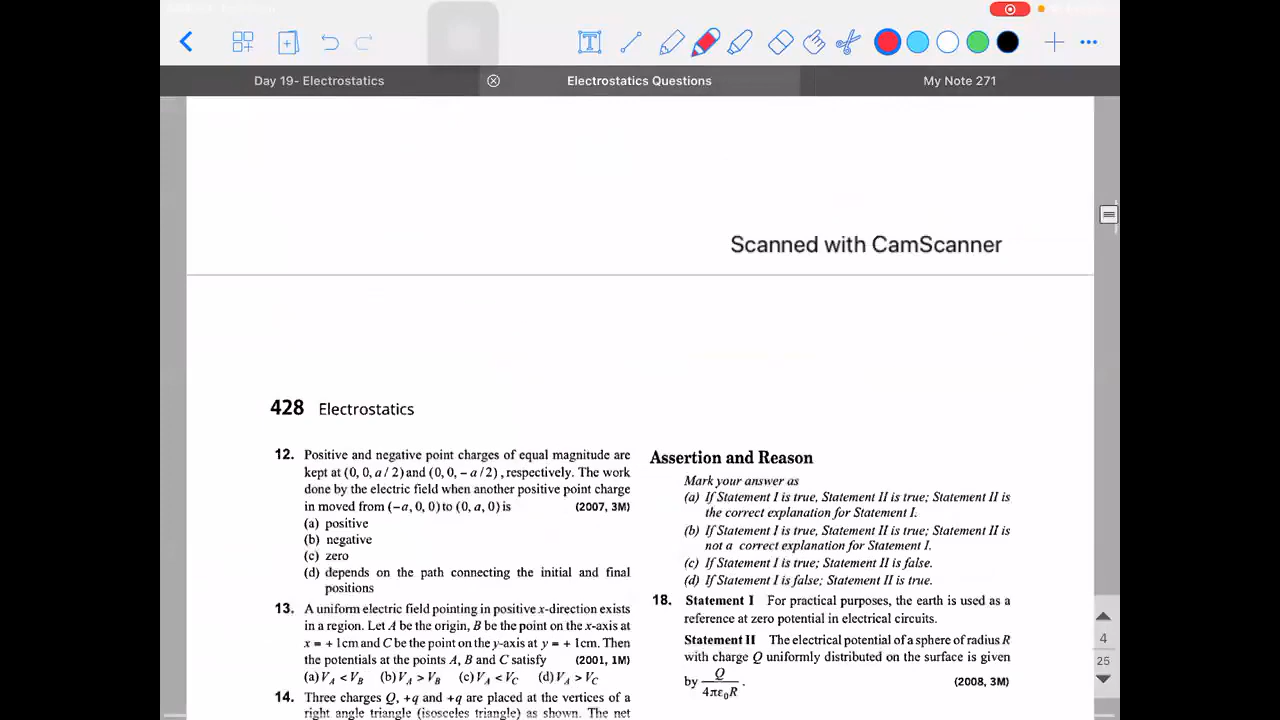 Day 19- Electrostatics
Electrostatics Questions
My Note 271
Scanned with CamScanner
428 Electrostatics
12. Positive and negative point charges of equal magnitude are
kept at (0, 0, a / 2) and (0, 0, − a / 2) , respectively. The work
done by the electric field when another positive point charge
in moved from (−a, 0, 0) to (0, a, 0) is (2007, 3M)
(a) positive
(b) negative
(c) zero
(d) depends on the path connecting the initial and final
positions
13. A uniform electric field pointing in positive x-direction exists
in a region. Let A be the origin, B be the point on the x-axis at
x = + 1cm and C be the point on the y-axis at y = + 1cm. Then
the potentials at the points A, B and C satisfy (2001, 1M)
(a) V_A < V_B (b) V_A > V_B (c) V_A < V_C (d) V_A > V_C
14. Three charges Q, +q and +q are placed at the vertices of a
right angle triangle (isosceles triangle) as shown. The net
Assertion and Reason
Mark your answer as
(a) If Statement I is true, Statement II is true; Statement II is
the correct explanation for Statement I.
(b) If Statement I is true, Statement II is true; Statement II is
not a correct explanation for Statement I.
(c) If Statement I is true; Statement II is false.
(d) If Statement I is false; Statement II is true.
18. Statement I For practical purposes, the earth is used as a
reference at zero potential in electrical circuits.
Statement II The electrical potential of a sphere of radius R
with charge Q uniformly distributed on the surface is given
by Q / 4πε₀R . (2008, 3M)
4
25